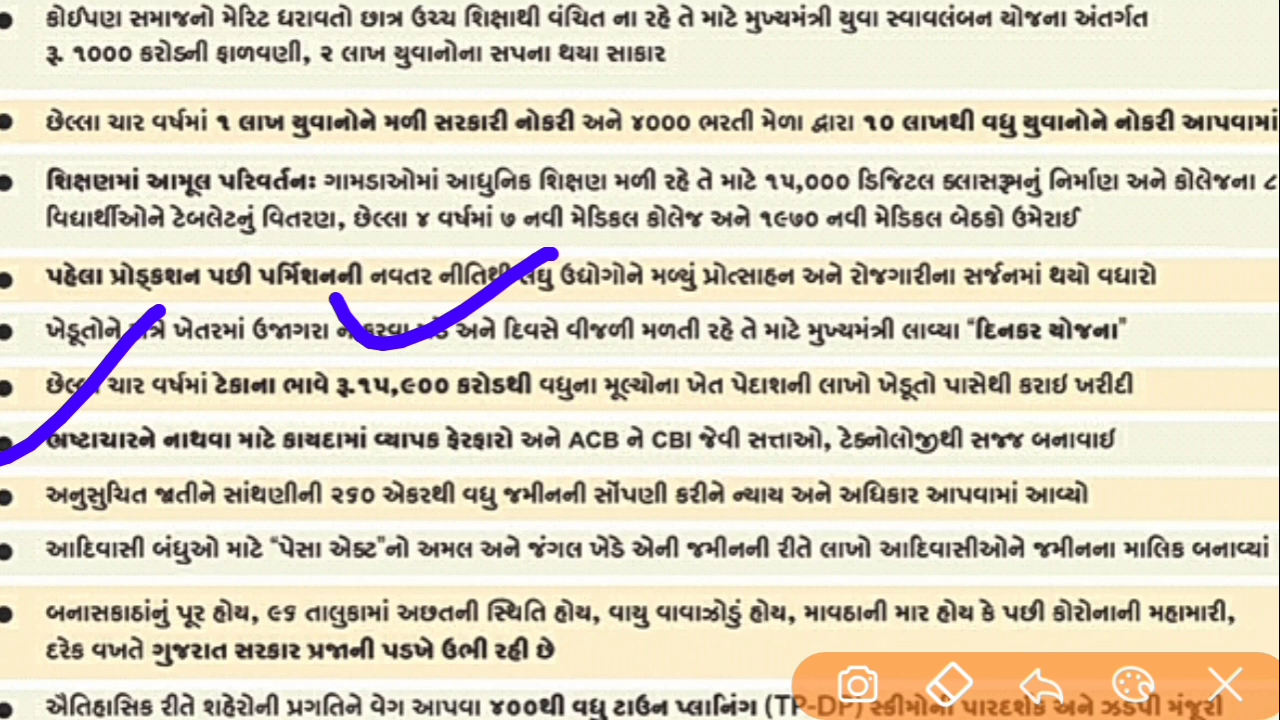 કોઈપણ સમાજનો મેરિટ ધરાવતો છાત્ર ઉચ્ચ શિક્ષાથી વંચિત ના રહે તે માટે મુખ્યમંત્રી યુવા સ્વાવલંબન યોજના અંતર્ગત
રૂ. ૧૦૦૦ કરોડની ફાળવણી, ૨ લાખ યુવાનોના સપના થયા સાકાર
છેલ્લા ચાર વર્ષમાં ૧ લાખ યુવાનોને મળી સરકારી નોકરી અને ૪૦૦૦ ભરતી મેળા દ્વારા ૧૦ લાખથી વધુ યુવાનોને નોકરી આપવામાં
શિક્ષણમાં આમૂલ પરિવર્તનઃ ગામડાઓમાં આધુનિક શિક્ષણ મળી રહે તે માટે ૧૫,૦૦૦ ડિજિટલ ક્લાસરૂમનું નિર્માણ અને કોલેજના
વિદ્યાર્થીઓને ટેબલેટનું વિતરણ, છેલ્લા ૪ વર્ષમાં ૭ નવી મેડિકલ કોલેજ અને ૧૯૭૦ નવી મેડિકલ બેઠકો ઉમેરાઈ
પહેલા પ્રોડ્કશન પછી પર્મિશનની નવતર નીતિથી લઘુ ઉદ્યોગોને મળ્યું પ્રોત્સાહન અને રોજગારીના સર્જનમાં થયો વધારો
ખેડૂતોને રાત્રે ખેતરમાં ઉજાગરા ન કરવા પડે અને દિવસે વીજળી મળતી રહે તે માટે મુખ્યમંત્રી લાવ્યા "દિનકર યોજના"
છેલ્લા ચાર વર્ષમાં ટેકાના ભાવે રૂ.૧૫,૯૦૦ કરોડથી વધુના મૂલ્યોના ખેત પેદાશની લાખો ખેડૂતો પાસેથી કરાઈ ખરીદી
ભ્રષ્ટાચારને નાથવા માટે કાયદામાં વ્યાપક ફેરફારો અને ACB ને CBI જેવી સત્તાઓ, ટેક્નોલોજીથી સજ્જ બનાવાઈ
અનુસુચિત જાતીને સાંથણીની ૨૬૦ એકરથી વધુ જમીનની સોંપણી કરીને ન્યાય અને અધિકાર આપવામાં આવ્યો
આદિવાસી બંધુઓ માટે "પેસા એક્ટ"નો અમલ અને જંગલ ખેડે એની જમીનની રીતે લાખો આદિવાસીઓને જમીનના માલિક બનાવ્યાં
બનાસકાઠાંનું પૂર હોય, ૯૬ તાલુકામાં અછતની સ્થિતિ હોય, વાયુ વાવાઝોડું હોય, માવઠાની માર હોય કે પછી કોરોનાની મહામારી,
દરેક વખતે ગુજરાત સરકાર પ્રજાની પડખે ઉભી રહી છે
ઐતિહાસિક રીતે શહેરોની પ્રગતિને વેગ આપવા ૪૦૦થી વધુ ટાઉન પ્લાનિંગ (TP-DP) સ્કીમોની પારદર્શક અને ઝડપી મંજૂરી